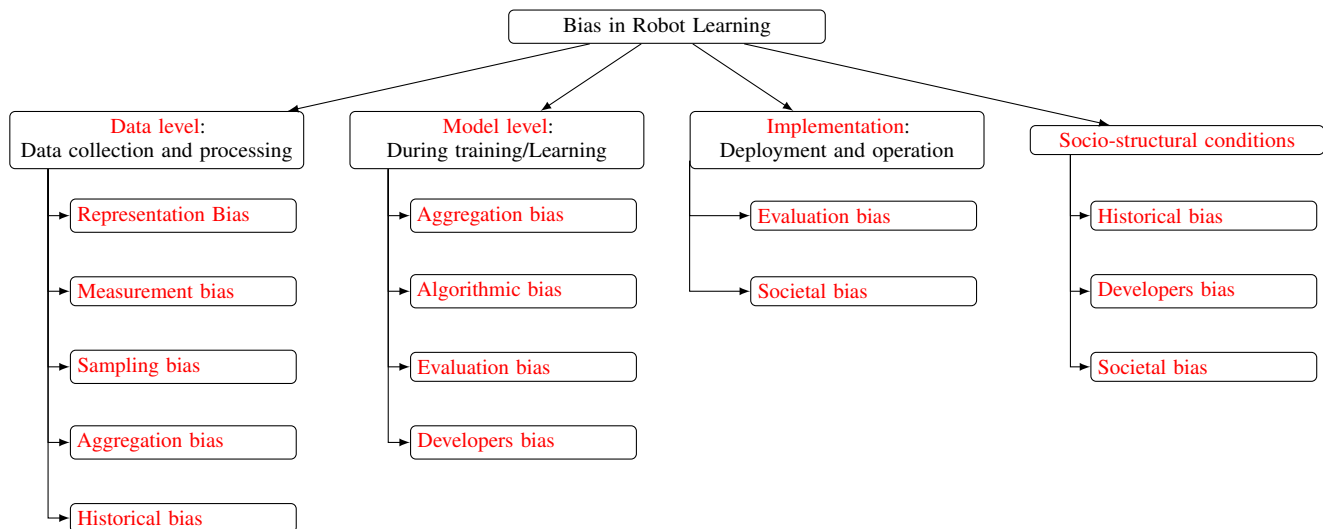 Bias in Robot Learning
Data level:
Data collection and processing
Representation Bias
Measurement bias
Sampling bias
Aggregation bias
Historical bias
Model level:
During training/Learning
Aggregation bias
Algorithmic bias
Evaluation bias
Developers bias
Implementation:
Deployment and operation
Evaluation bias
Societal bias
Socio-structural conditions
Historical bias
Developers bias
Societal bias